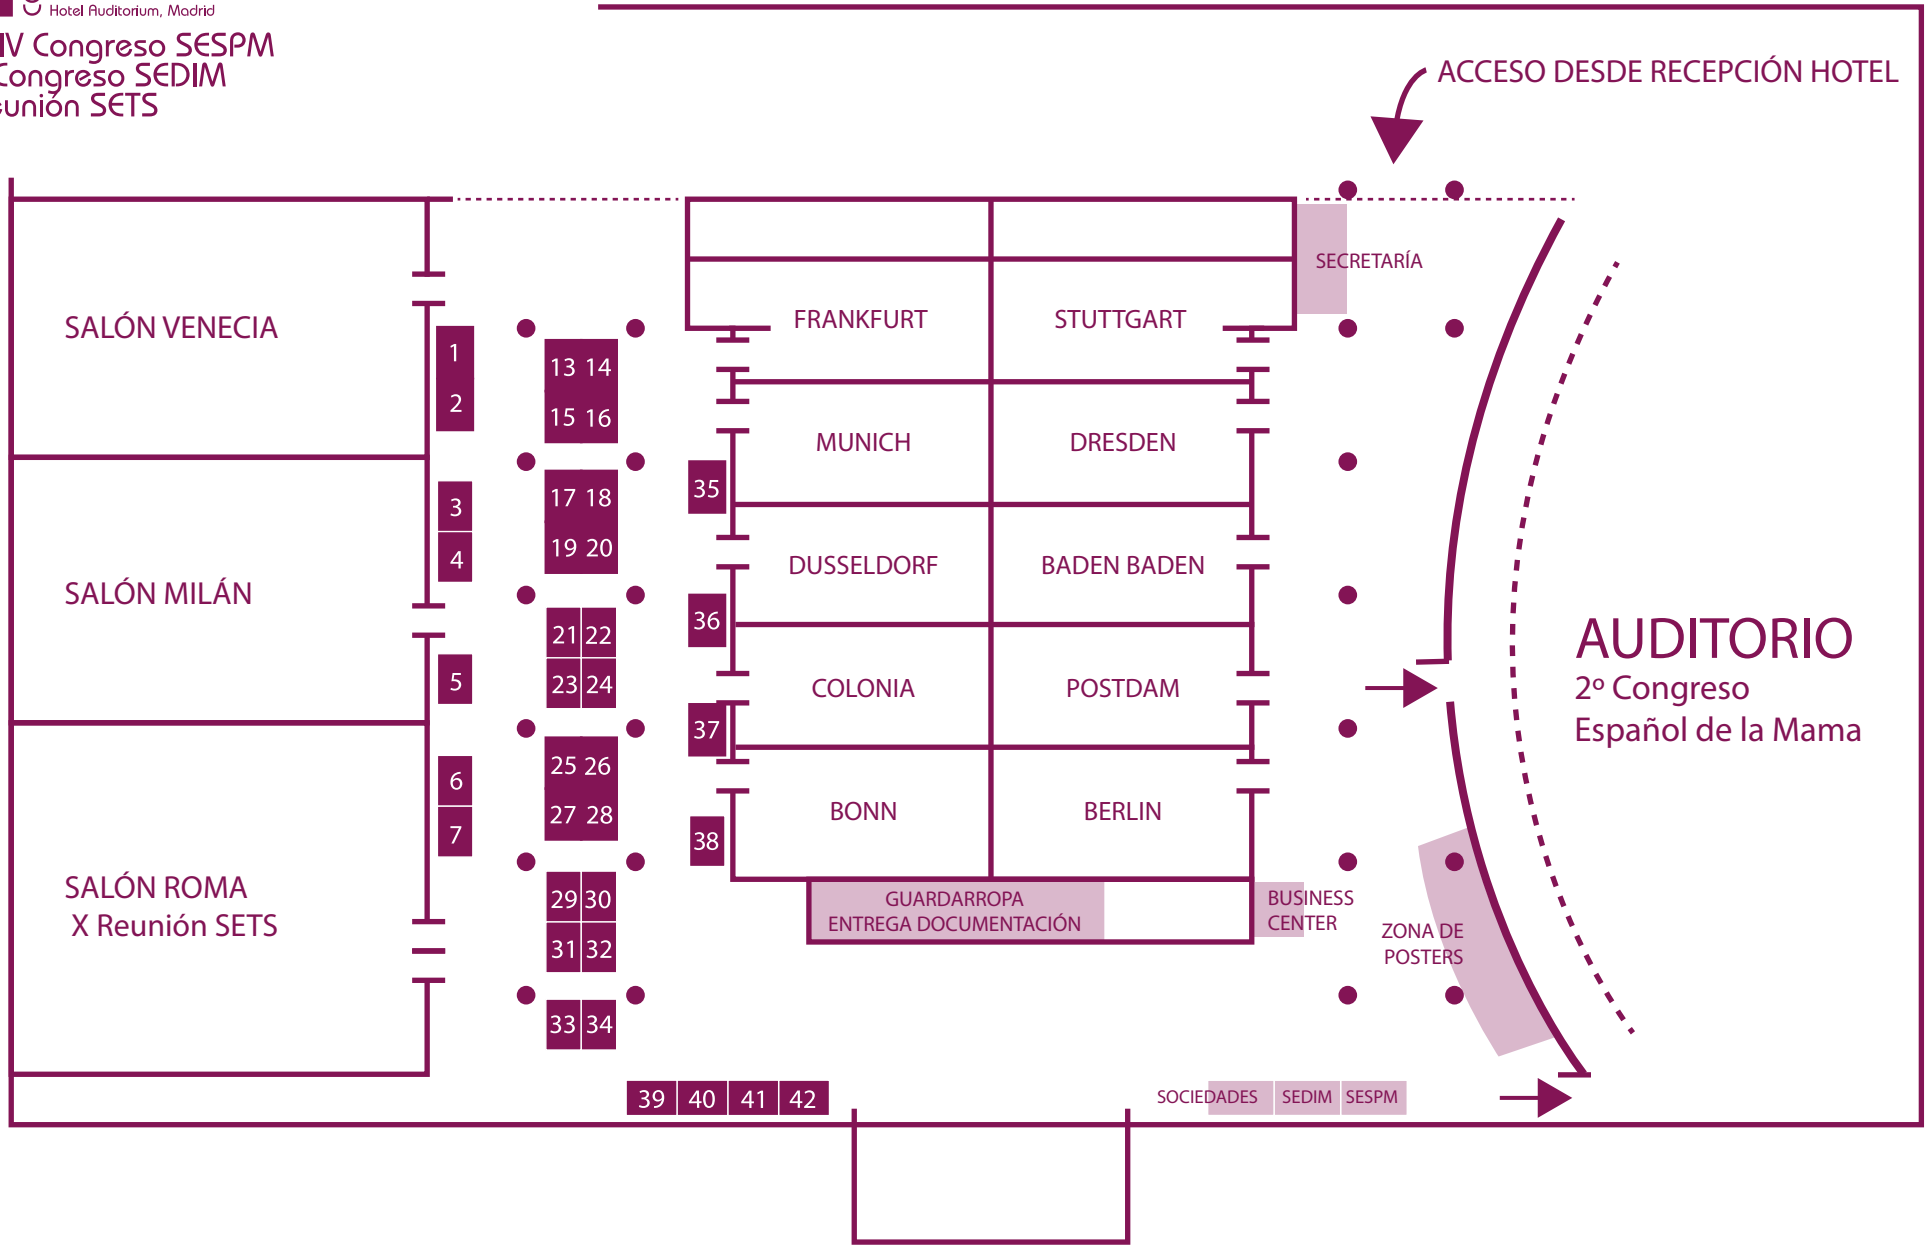 Hotel Auditorium, Madrid
IV Congreso SESPM
Congreso SEDIM
eunión SETS
ACCESO DESDE RECEPCIÓN HOTEL
SECRETARÍA
SALÓN VENECIA
FRANKFURT
STUTTGART
1
2
13 14
15 16
MUNICH
DRESDEN
3
4
17 18
19 20
35
SALÓN MILÁN
DUSSELDORF
BADEN BADEN
5
21 22
23 24
36
COLONIA
POSTDAM
AUDITORIO
2º Congreso
Español de la Mama
6
7
25 26
27 28
37
38
BONN
BERLIN
SALÓN ROMA
X Reunión SETS
29 30
31 32
33 34
GUARDARROPA
ENTREGA DOCUMENTACIÓN
BUSINESS
CENTER
ZONA DE
POSTERS
39 40 41 42
SOCIEDADES SEDIM SESPM